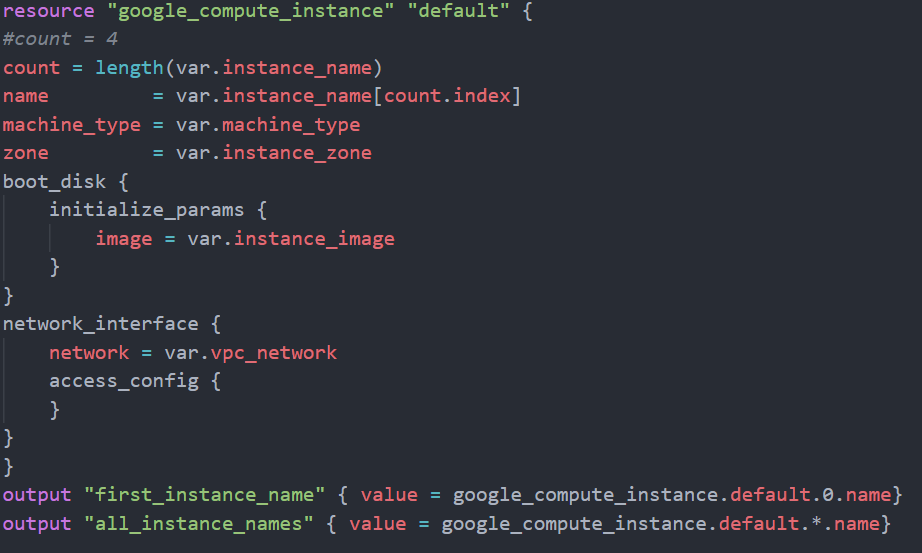 resource "google_compute_instance" "default" {
#count = 4
count = length(var.instance_name)
name         = var.instance_name[count.index]
machine_type = var.machine_type
zone         = var.instance_zone
boot_disk {
    initialize_params {
        image = var.instance_image
    }
}
network_interface {
    network = var.vpc_network
    access_config {
    }
}
}
output "first_instance_name" { value = google_compute_instance.default.0.name}
output "all_instance_names" { value = google_compute_instance.default.*.name}